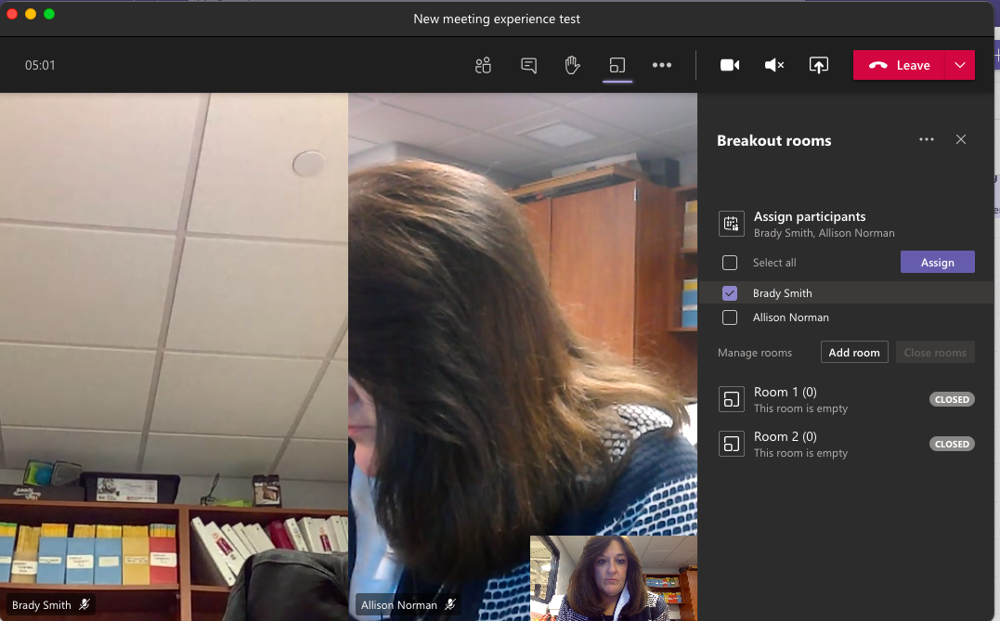 New meeting experience test
05:01
Leave
Breakout rooms
Assign participants
Brady Smith, Allison Norman
Select all
Assign
Brady Smith
Allison Norman
Manage rooms
Add room
Close rooms
Room 1 (0)
This room is empty
CLOSED
Room 2 (0)
This room is empty
CLOSED
Brady Smith
Allison Norman